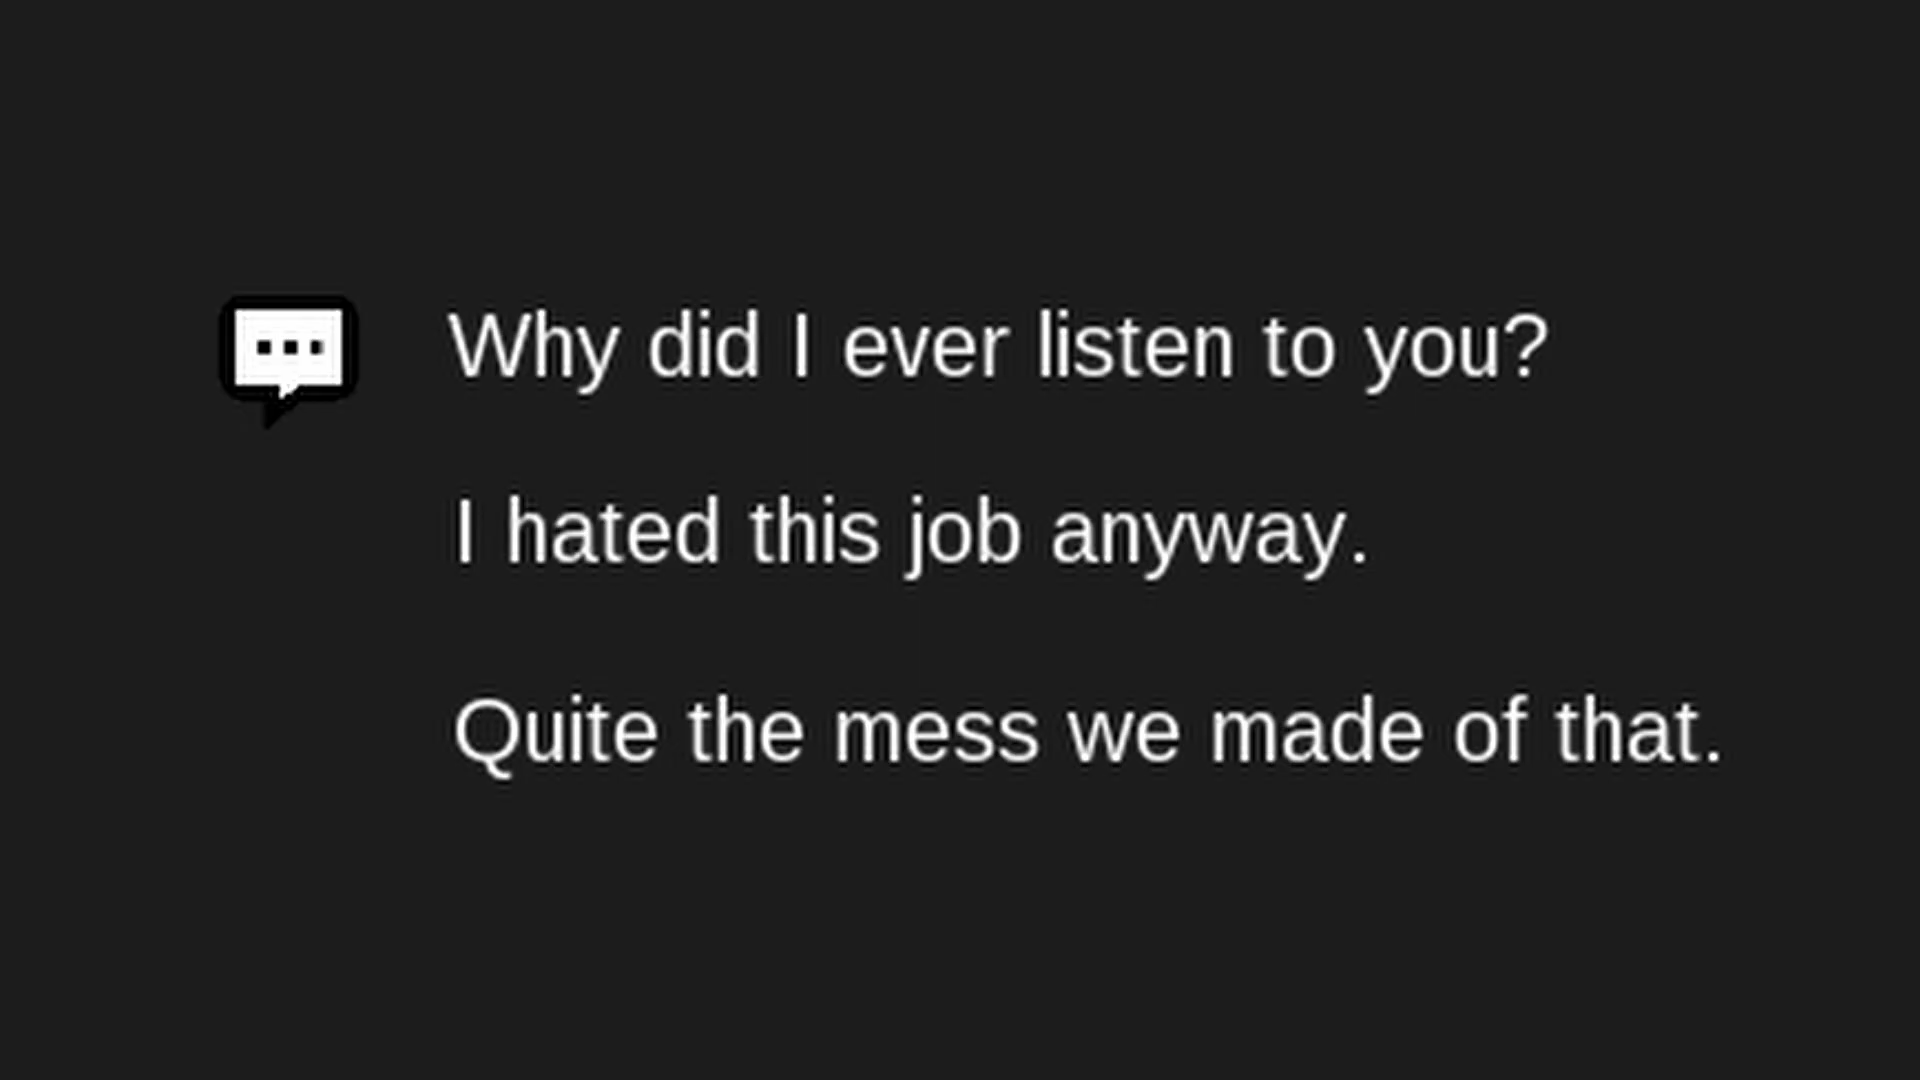 Why did I ever listen to you?
I hated this job anyway.
Quite the mess we made of that.